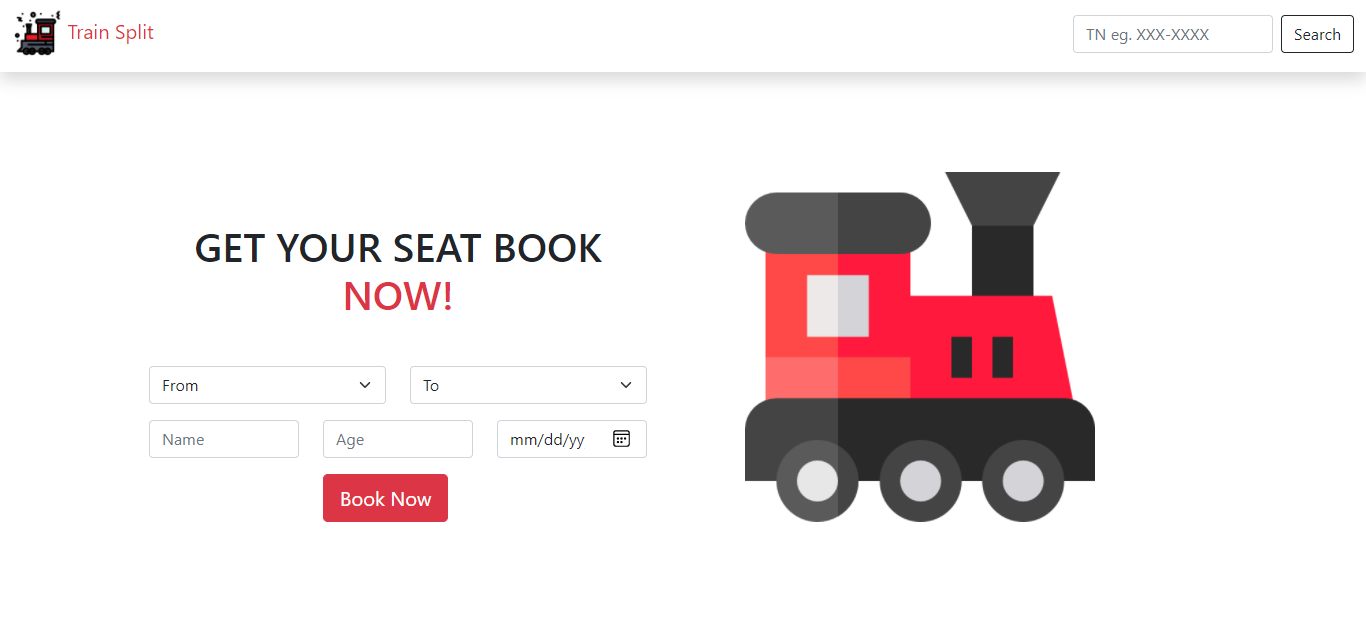 Train Split
TN eg. XXX-XXXX
Search
GET YOUR SEAT BOOK
NOW!
From
To
Name
Age
mm/dd/yy
Book Now